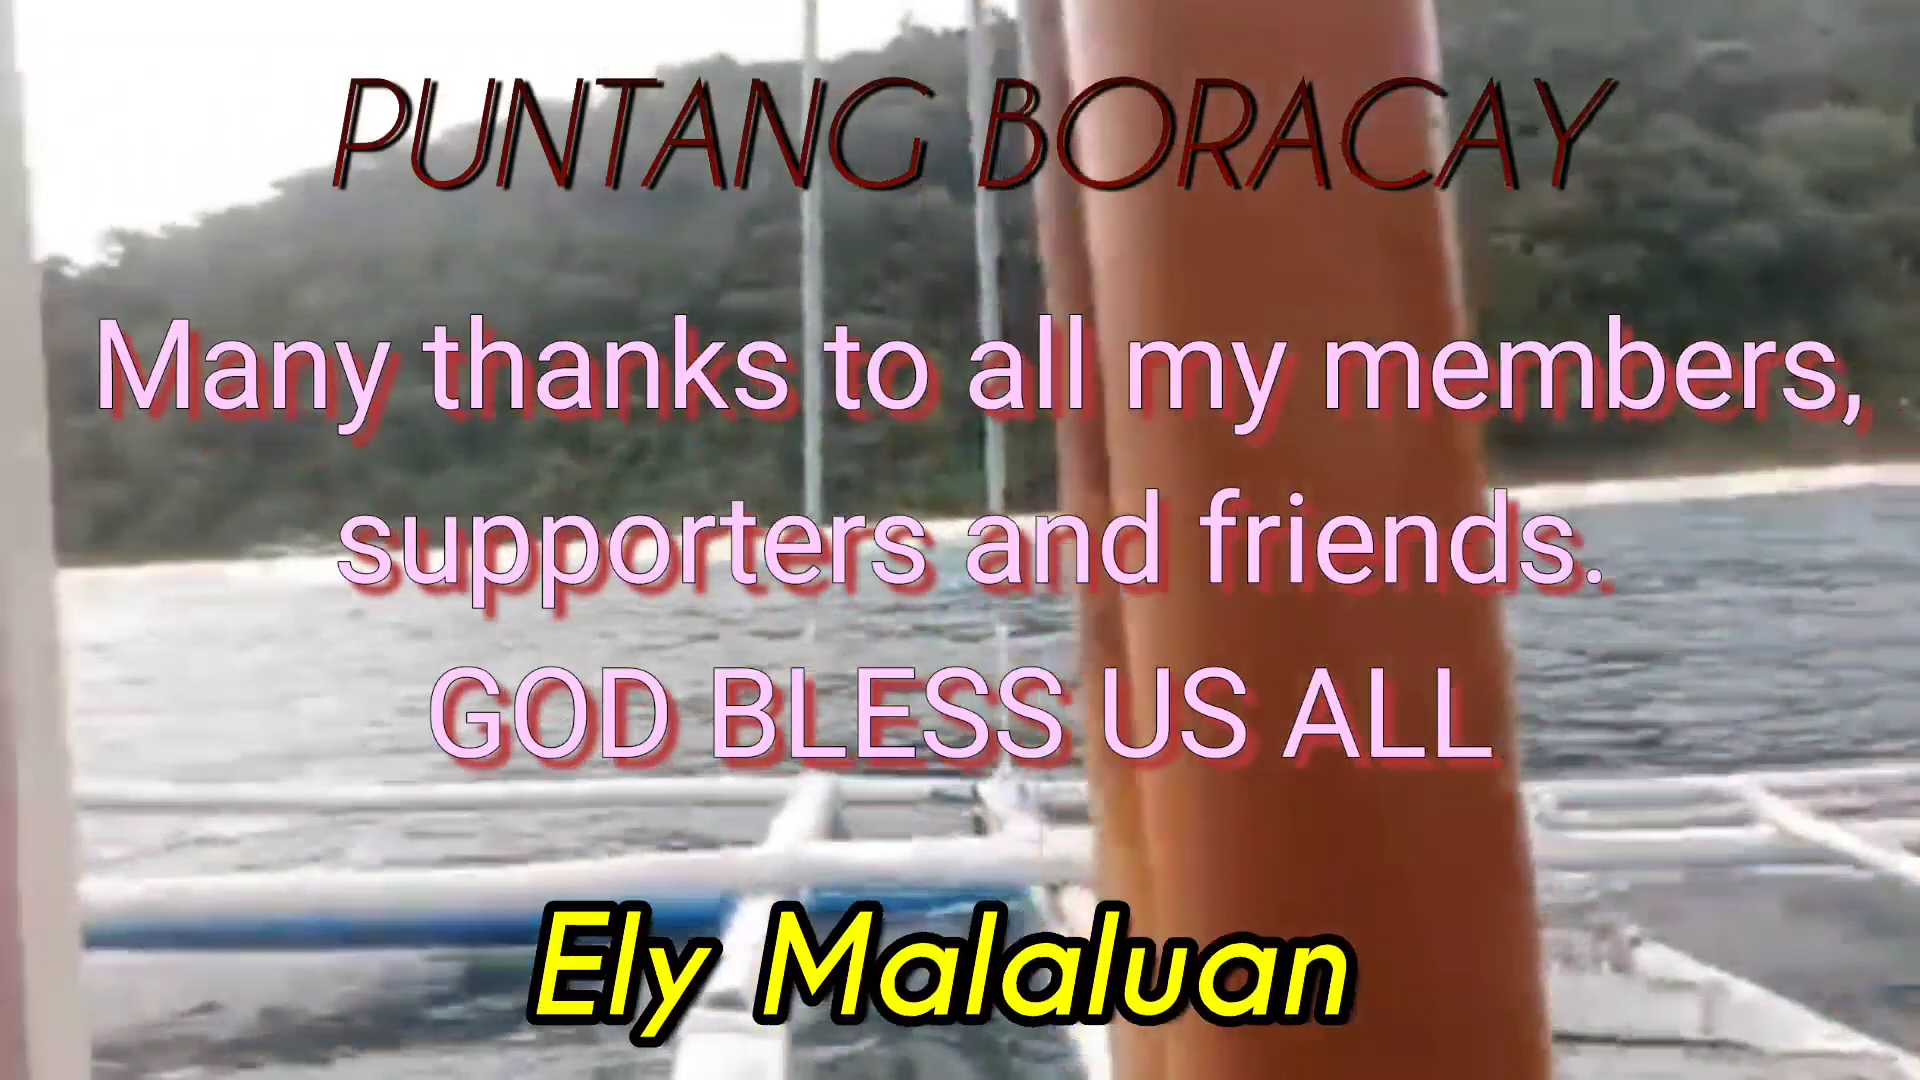 PUNTANG BORACAY
Many thanks to all my members,
supporters and friends.
GOD BLESS US ALL
Ely Malaluan